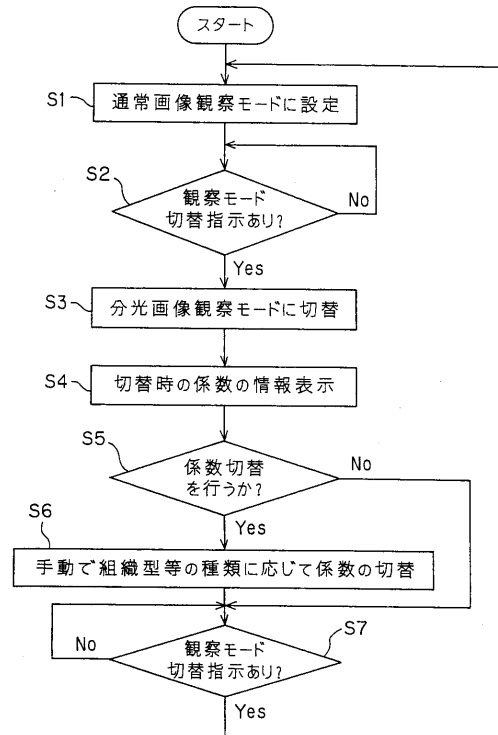 スタート
S1
通常画像観察モードに設定
S2
観察モード
切替指示あり?
No
Yes
S3
分光画像観察モードに切替
S4
切替時の係数の情報表示
S5
係数切替
を行うか?
No
Yes
S6
手動で組織型等の種類に応じて係数の切替
S7
No
観察モード
切替指示あり?
Yes